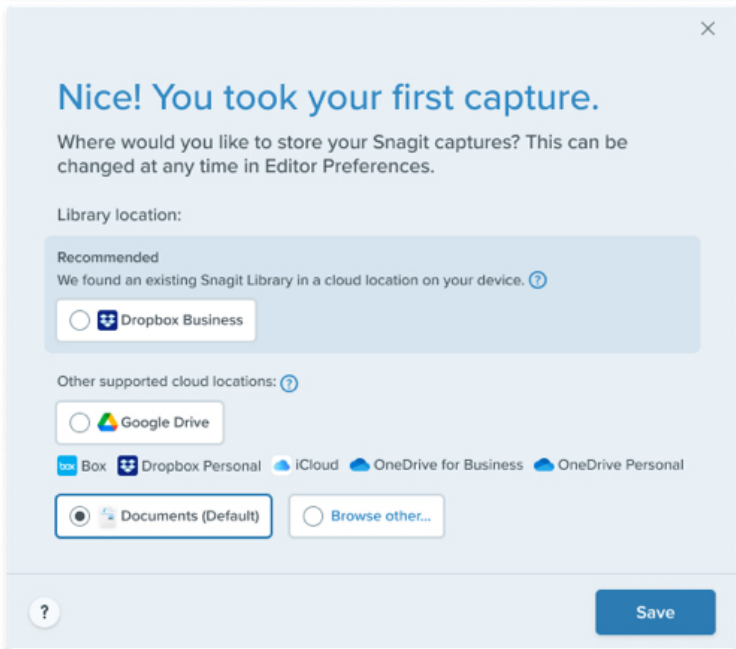 Nice! You took your first capture.
Where would you like to store your Snagit captures? This can be
changed at any time in Editor Preferences.
Library location:
Recommended
We found an existing Snagit Library in a cloud location on your device. ?
Dropbox Business
Other supported cloud locations: ?
Google Drive
box Box Dropbox Personal iCloud OneDrive for Business OneDrive Personal
Documents (Default) Browse other...
? Save